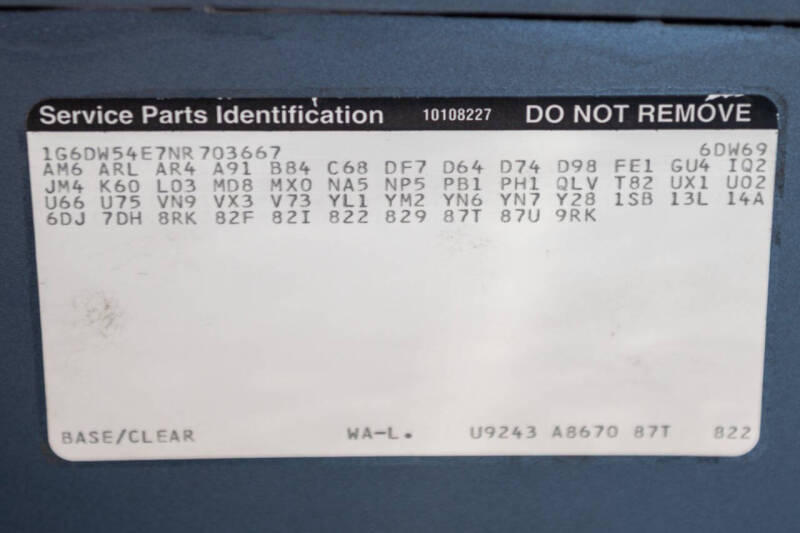 Service Parts Identification 10108227 DO NOT REMOVE
1G6DW54E7NR703667 6DW69
AM6 ARL AR4 A91 B84 C68 DF7 D64 D74 D98 FE1 GU4 IQ2
JM4 K60 L03 MD8 MX0 NA5 NP5 PB1 PH1 QLV T82 UX1 U02
U66 U75 VN9 VX3 V73 YL1 YM2 YN6 YN7 Y28 1SB 13L 14A
6DJ 7DH 8RK 82F 82I 822 829 87T 87U 9RK
BASE/CLEAR WA-L. U9243 A8670 87T 822